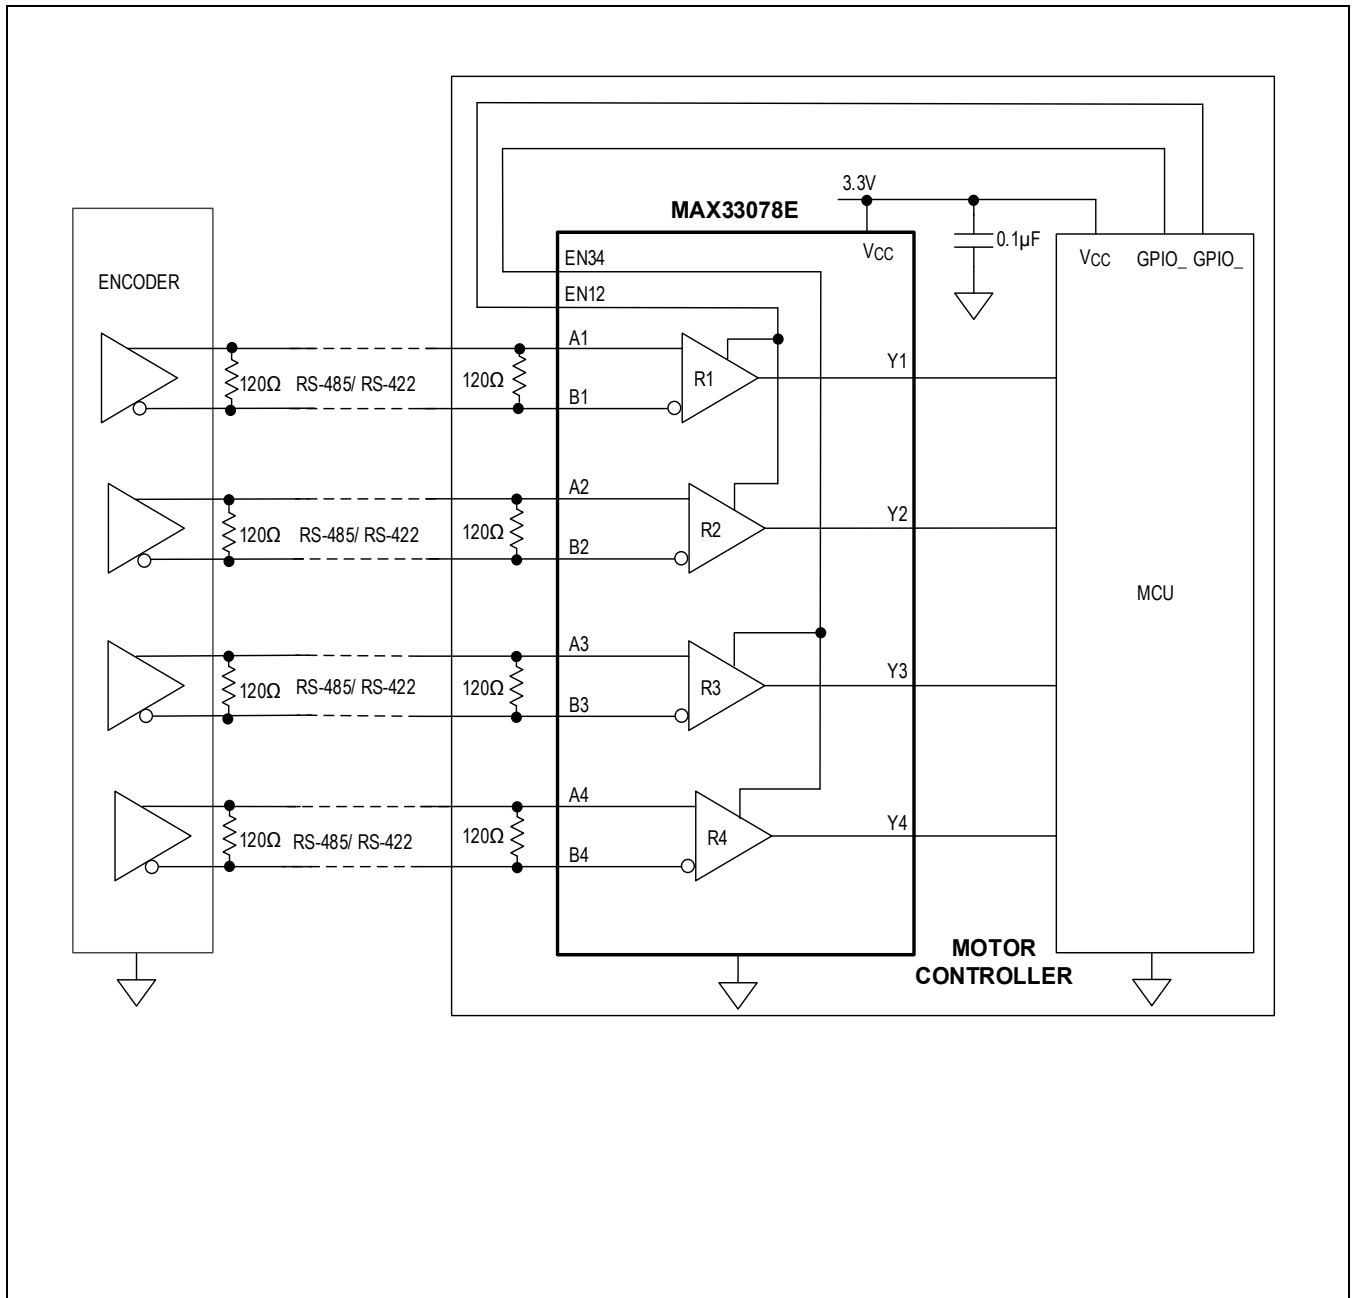 3.3V
MAX33078E
0.1µF
EN34
VCC
VCC GPIO_ GPIO_
ENCODER
EN12
A1
Y1
120Ω RS-485/ RS-422 120Ω
R1
B1
A2
Y2
120Ω RS-485/ RS-422 120Ω
R2
B2
MCU
A3
Y3
120Ω RS-485/ RS-422 120Ω
R3
B3
A4
Y4
120Ω RS-485/ RS-422 120Ω
R4
B4
MOTOR
CONTROLLER